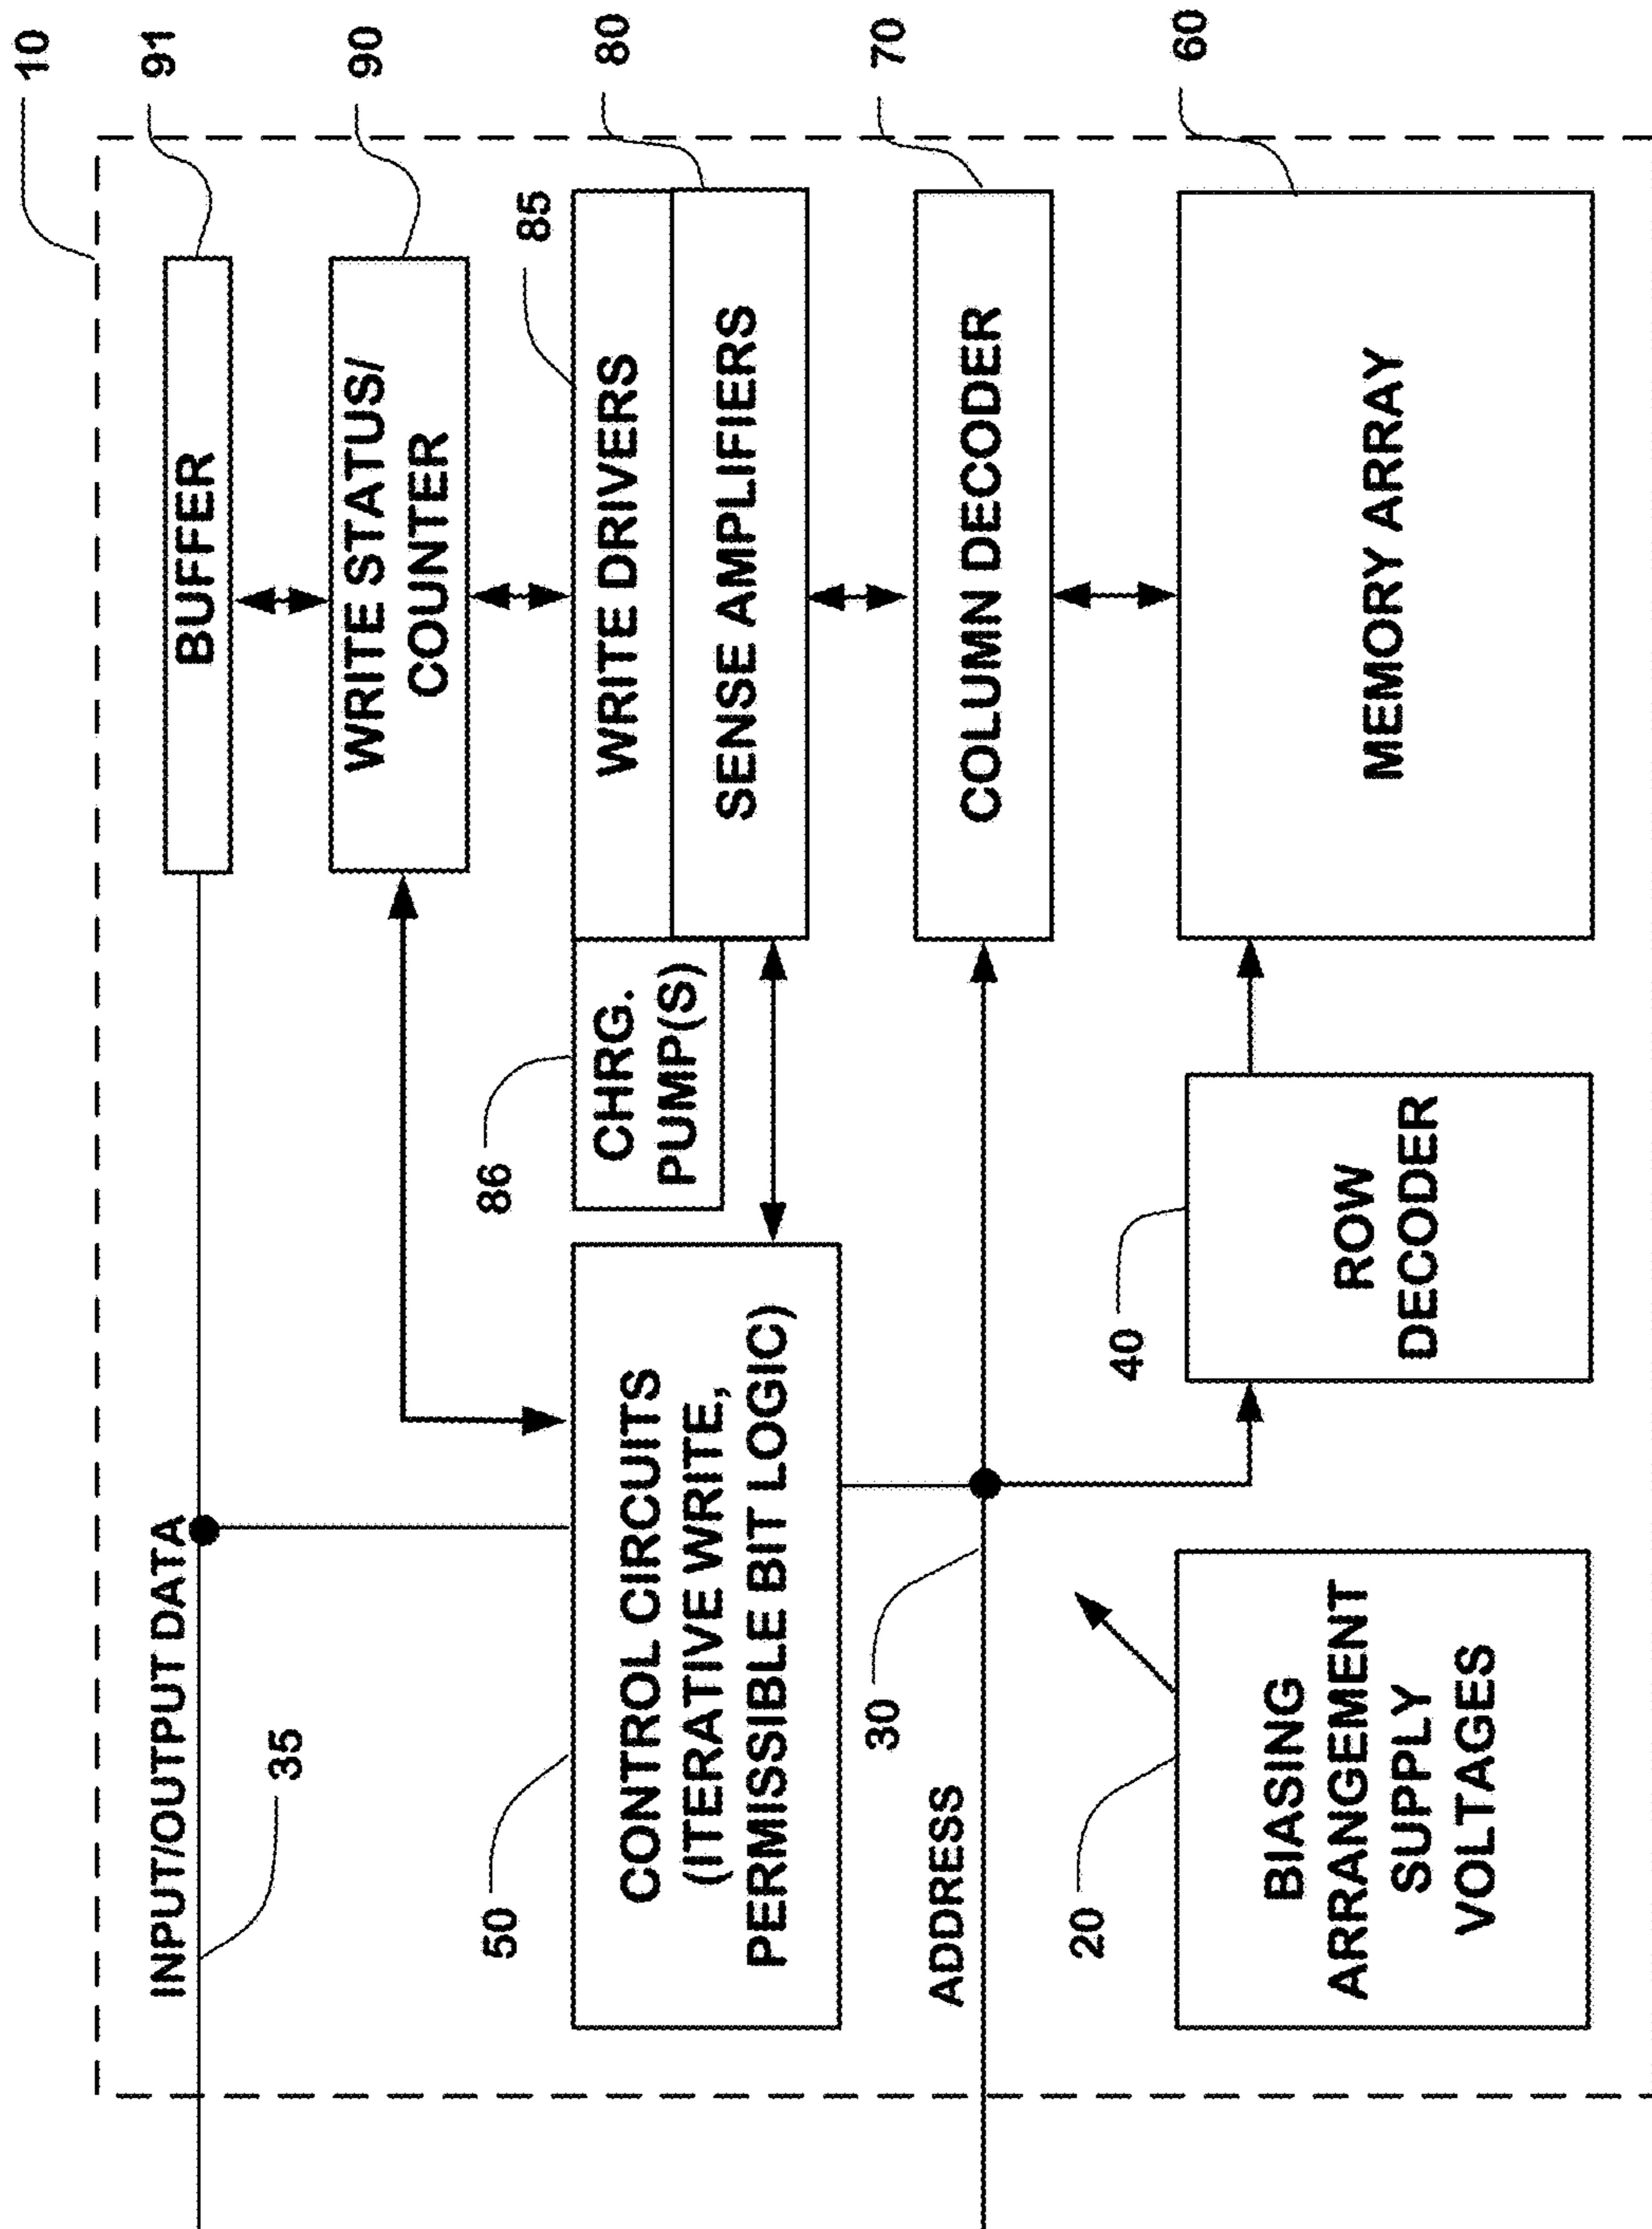 10
91
90
80
70
60
INPUT/OUTPUT DATA
35
BUFFER
WRITE STATUS/
COUNTER
85
WRITE DRIVERS
SENSE AMPLIFIERS
86
CHRG.
PUMP(S)
50
CONTROL CIRCUITS
(ITERATIVE WRITE,
PERMISSIBLE BIT LOGIC)
ADDRESS
30
COLUMN DECODER
20
BIASING
ARRANGEMENT
SUPPLY
VOLTAGES
40
ROW
DECODER
MEMORY ARRAY